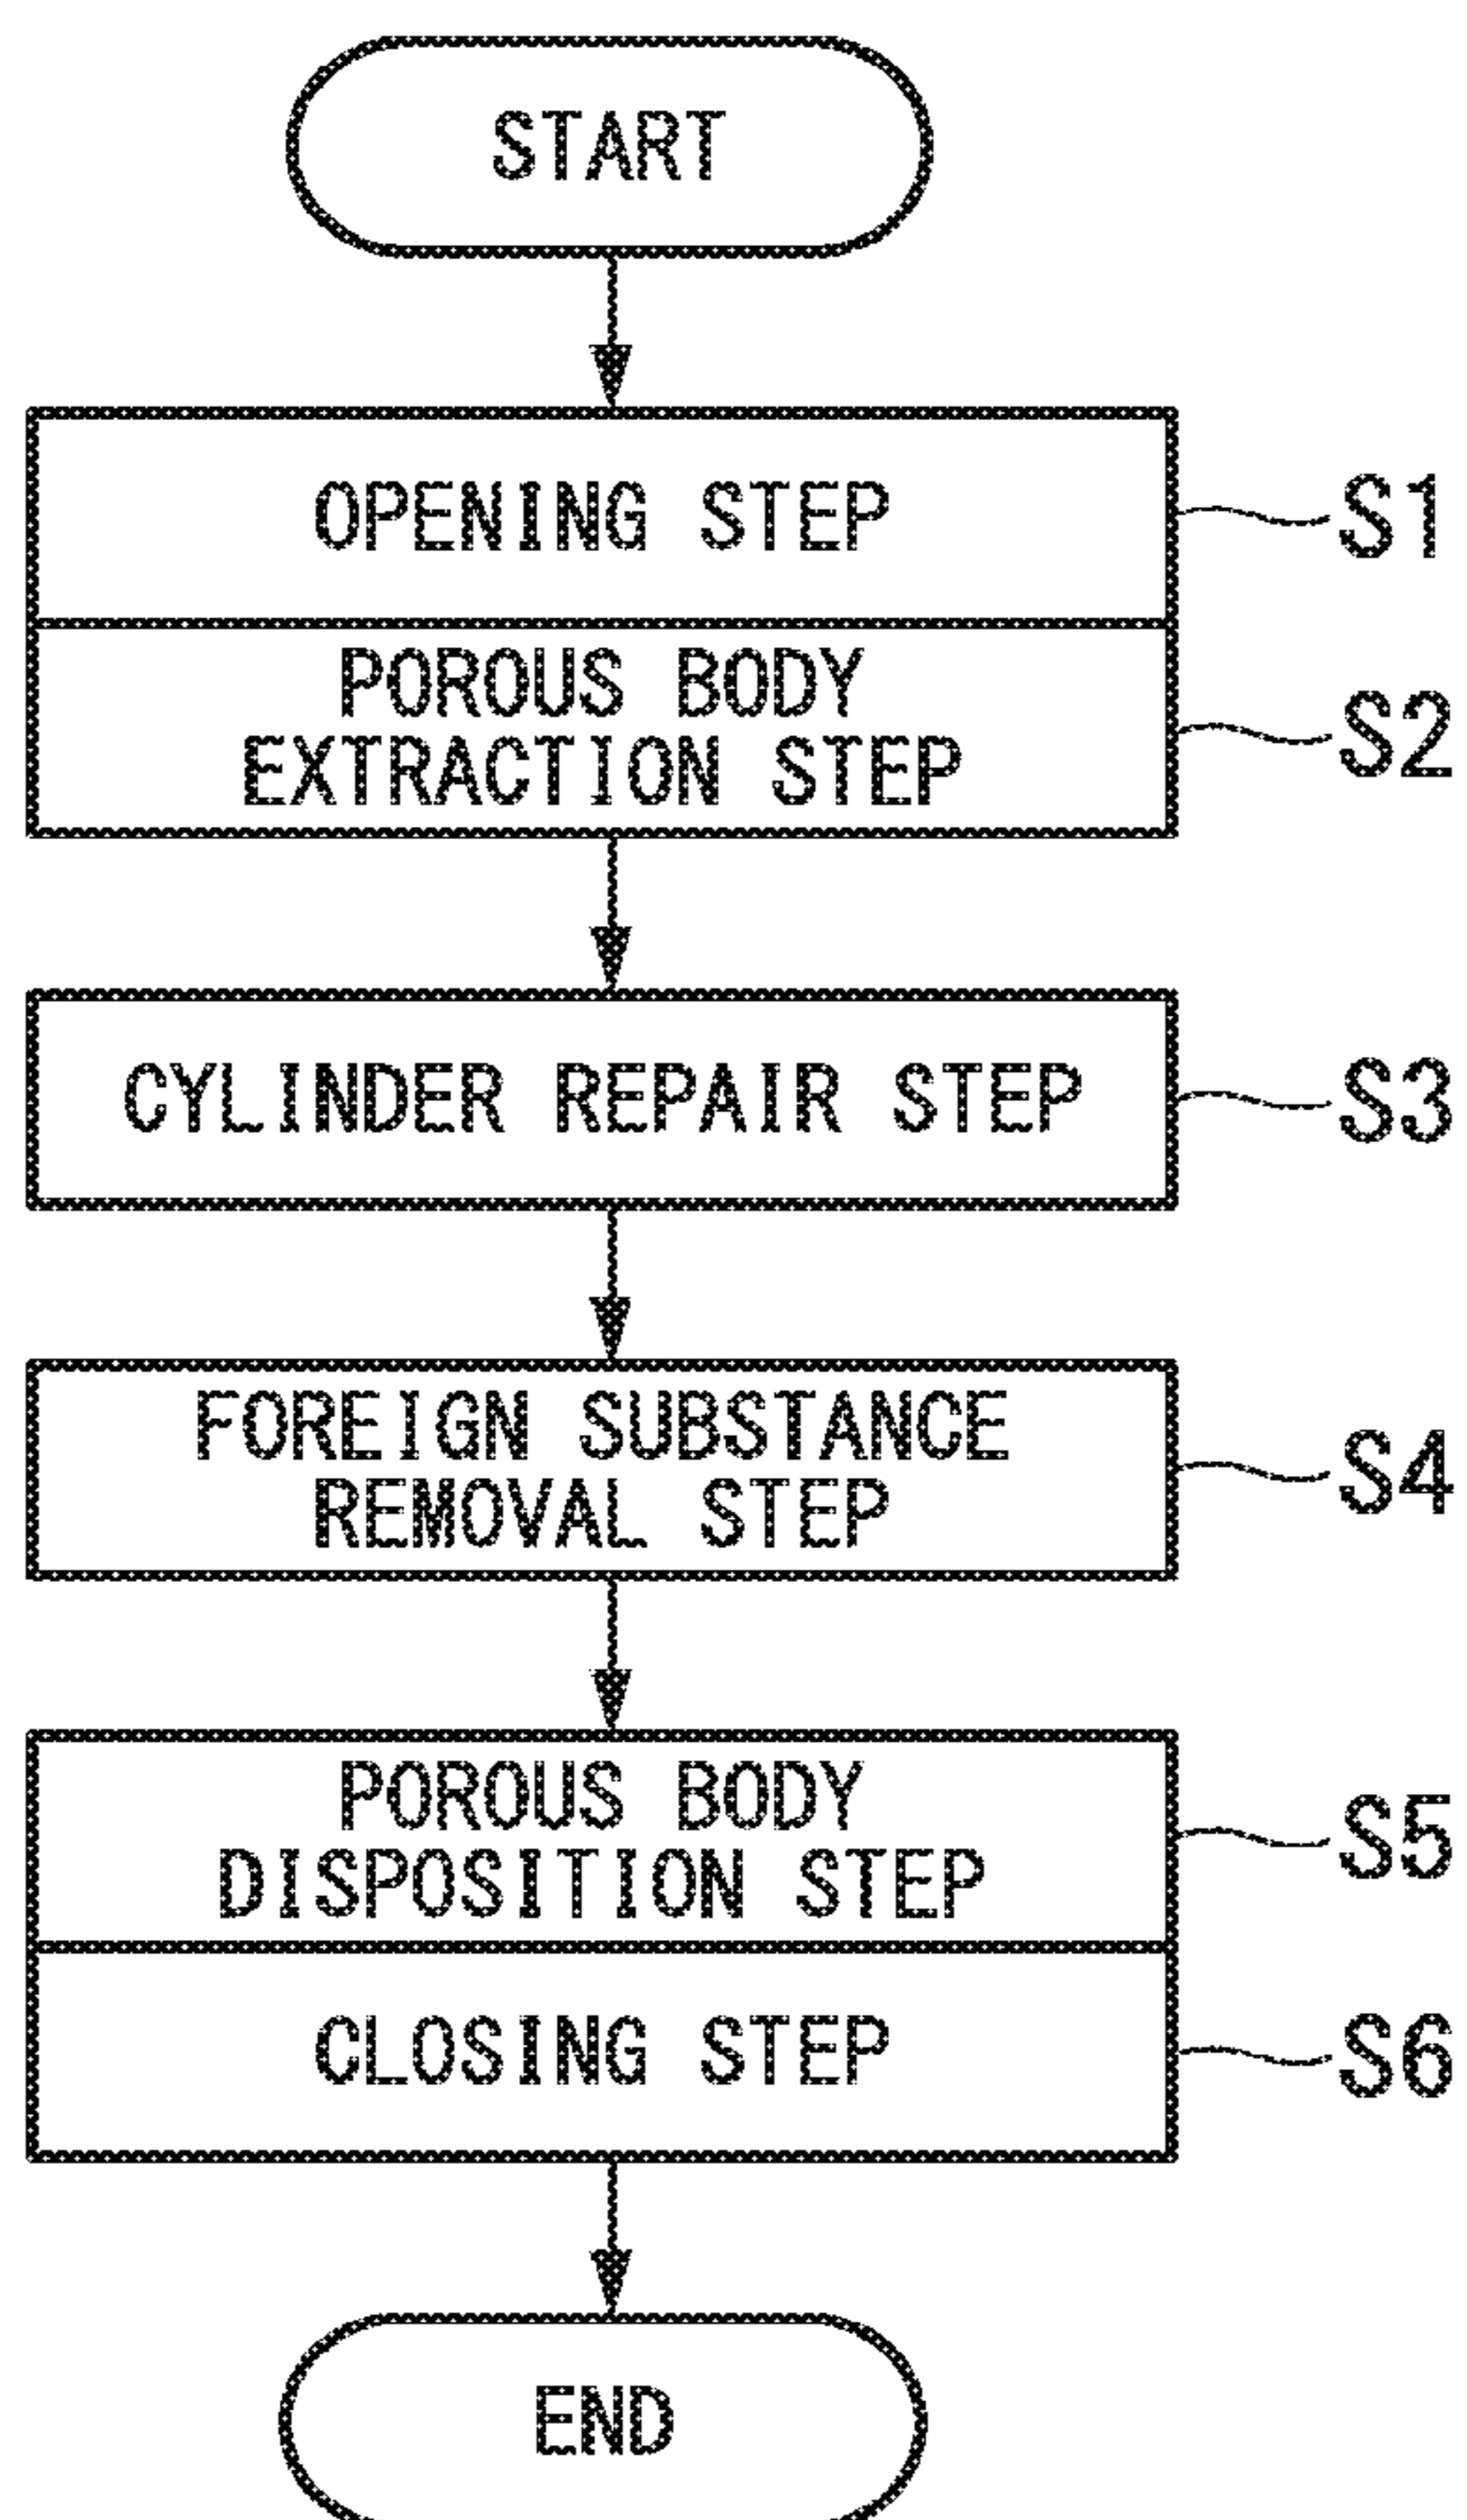 START
OPENING STEP
S1
POROUS BODY
EXTRACTION STEP
S2
CYLINDER REPAIR STEP
S3
FOREIGN SUBSTANCE
REMOVAL STEP
S4
POROUS BODY
DISPOSITION STEP
S5
CLOSING STEP
S6
END